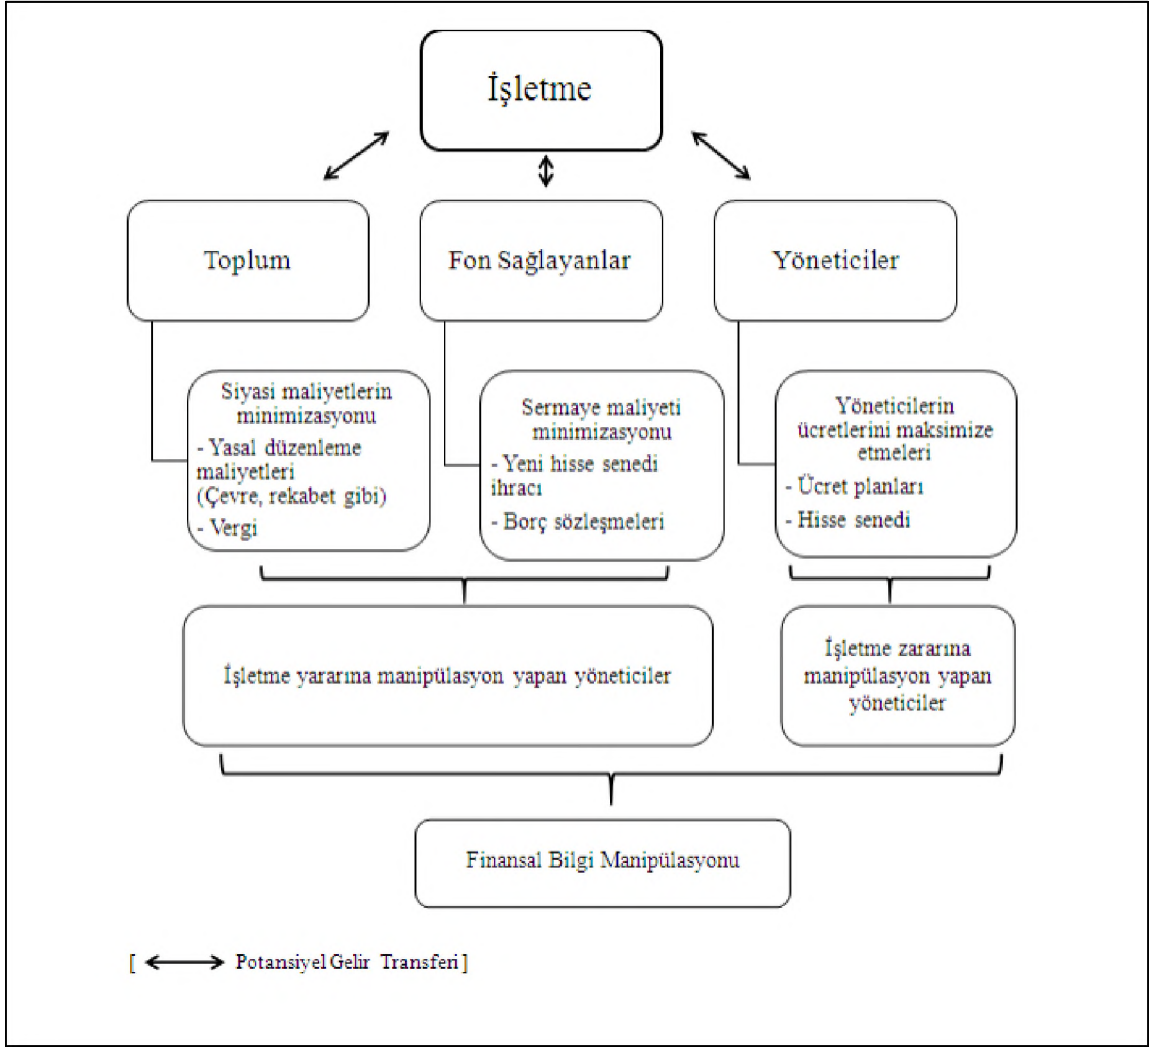 İşletme
Toplum
Fon Sağlayanlar
Yöneticiler
Siyasi maliyetlerin
minimizasyonu
- Yasal düzenleme
maliyetleri
(Çevre, rekabet gibi)
- Vergi
Sermaye maliyeti
minimizasyonu
- Yeni hisse senedi
ihracı
- Borç sözleşmeleri
Yöneticilerin
ücretlerini maksimize
etmeleri
- Ücret planları
- Hisse senedi
İşletme yararına manipülasyon yapan yöneticiler
İşletme zararına
manipülasyon yapan
yöneticiler
Finansal Bilgi Manipülasyonu
[ ⟷ Potansiyel Gelir Transferi ]